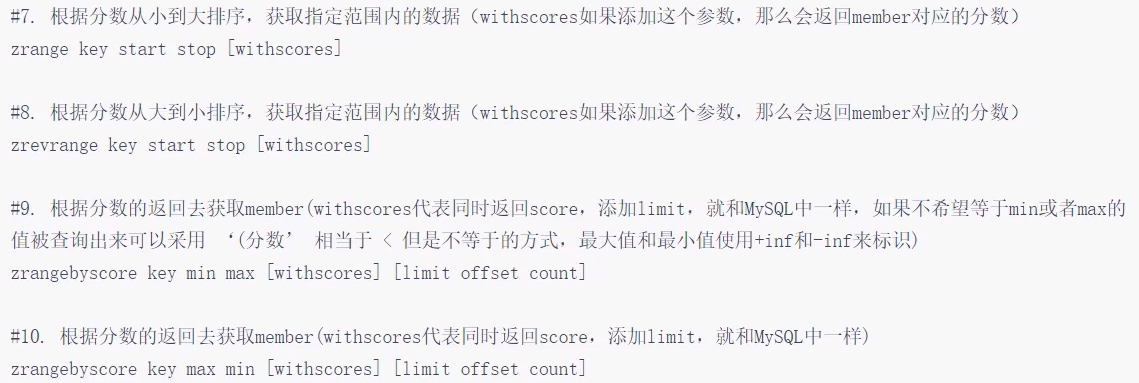 #7. 根据分数从小到大排序，获取指定范围内的数据（withscores如果添加这个参数，那么会返回member对应的分数）
zrange key start stop [withscores]
#8. 根据分数从大到小排序，获取指定范围内的数据（withscores如果添加这个参数，那么会返回member对应的分数）
zrevrange key start stop [withscores]
#9. 根据分数的返回去获取member(withscores代表同时返回score，添加limit，就和MySQL中一样，如果不希望等于min或者max的
值被查询出来可以采用 ‘(分数’ 相当于 < 但是不等于的方式，最大值和最小值使用+inf和-inf来标识)
zrangebyscore key min max [withscores] [limit offset count]
#10. 根据分数的返回去获取member(withscores代表同时返回score，添加limit，就和MySQL中一样)
zrangebyscore key max min [withscores] [limit offset count]